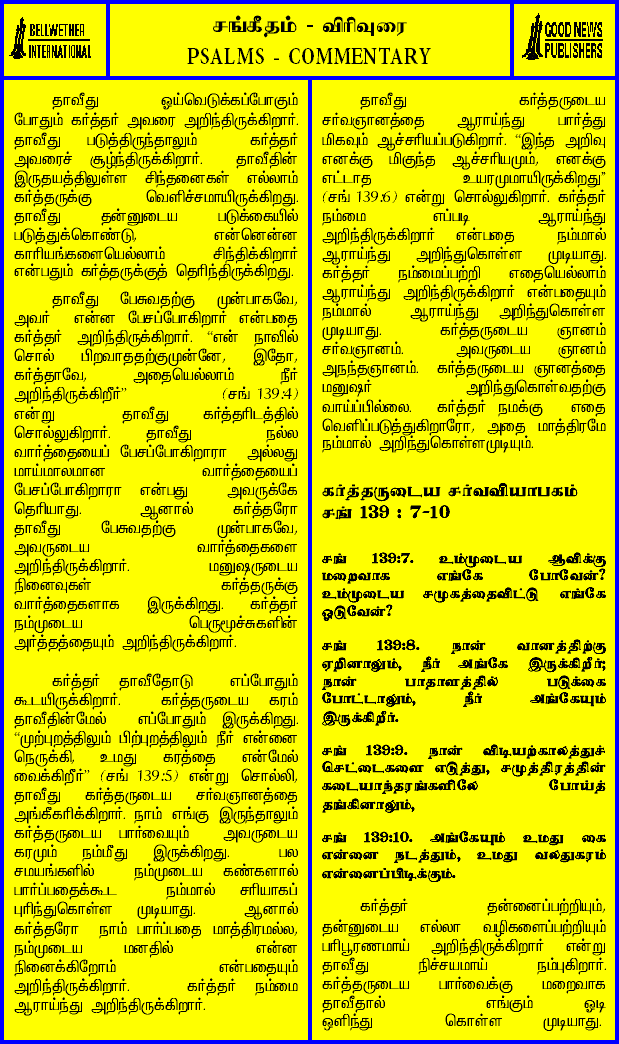 BELLWETHER
INTERNATIONAL
சங்கீதம் - விரிவுரை
PSALMS - COMMENTARY
GOOD NEWS
PUBLISHERS
தாவீது ஓய்வெடுக்கப்போகும்
போதும் கர்த்தர் அவரை அறிந்திருக்கிறார்.
தாவீது படுத்திருந்தாலும் கர்த்தர்
அவரைச் சூழ்ந்திருக்கிறார். தாவீதின்
இருதயத்திலுள்ள சிந்தனைகள் எல்லாம்
கர்த்தருக்கு வெளிச்சமாயிருக்கிறது.
தாவீது தன்னுடைய படுக்கையில்
படுத்துக்கொண்டு, என்னென்ன
காரியங்களையெல்லாம் சிந்திக்கிறார்
என்பதும் கர்த்தருக்குத் தெரிந்திருக்கிறது.
தாவீது பேசுவதற்கு முன்பாகவே,
அவர் என்ன பேசப்போகிறார் என்பதை
கர்த்தர் அறிந்திருக்கிறார். “என் நாவில்
சொல் பிறவாததற்குமுன்னே, இதோ,
கர்த்தாவே, அதையெல்லாம் நீர்
அறிந்திருக்கிறீர்” (சங் 139:4)
என்று தாவீது கர்த்தரிடத்தில்
சொல்லுகிறார். தாவீது நல்ல
வார்த்தையைப் பேசப்போகிறாரா அல்லது
மாய்மாலமான வார்த்தையைப்
பேசப்போகிறாரா என்பது அவருக்கே
தெரியாது. ஆனால் கர்த்தரோ
தாவீது பேசுவதற்கு முன்பாகவே,
அவருடைய வார்த்தைகளை
அறிந்திருக்கிறார். மனுஷருடைய
நினைவுகள் கர்த்தருக்கு
வார்த்தைகளாக இருக்கிறது. கர்த்தர்
நம்முடைய பெருமூச்சுகளின்
அர்த்தத்தையும் அறிந்திருக்கிறார்.
கர்த்தர் தாவீதோடு எப்போதும்
கூடயிருக்கிறார். கர்த்தருடைய கரம்
தாவீதின்மேல் எப்போதும் இருக்கிறது.
“முற்புறத்திலும் பிற்புறத்திலும் நீர் என்னை
நெருக்கி, உமது கரத்தை என்மேல்
வைக்கிறீர்” (சங் 139:5) என்று சொல்லி,
தாவீது கர்த்தருடைய சர்வஞானத்தை
அங்கீகரிக்கிறார். நாம் எங்கு இருந்தாலும்
கர்த்தருடைய பார்வையும் அவருடைய
கரமும் நம்மீது இருக்கிறது. பல
சமயங்களில் நம்முடைய கண்களால்
பார்ப்பதைக்கூட நம்மால் சரியாகப்
புரிந்துகொள்ள முடியாது. ஆனால்
கர்த்தரோ நாம் பார்ப்பதை மாத்திரமல்ல,
நம்முடைய மனதில் என்ன
நினைக்கிறோம் என்பதையும்
அறிந்திருக்கிறார். கர்த்தர் நம்மை
ஆராய்ந்து அறிந்திருக்கிறார்.
தாவீது கர்த்தருடைய
சர்வஞானத்தை ஆராய்ந்து பார்த்து
மிகவும் ஆச்சரியப்படுகிறார். “இந்த அறிவு
எனக்கு மிகுந்த ஆச்சரியமும், எனக்கு
எட்டாத உயரமுமாயிருக்கிறது”
(சங் 139:6) என்று சொல்லுகிறார். கர்த்தர்
நம்மை எப்படி ஆராய்ந்து
அறிந்திருக்கிறார் என்பதை நம்மால்
ஆராய்ந்து அறிந்துகொள்ள முடியாது.
கர்த்தர் நம்மைப்பற்றி எதையெல்லாம்
ஆராய்ந்து அறிந்திருக்கிறார் என்பதையும்
நம்மால் ஆராய்ந்து அறிந்துகொள்ள
முடியாது. கர்த்தருடைய ஞானம்
சர்வஞானம். அவருடைய ஞானம்
அநந்தஞானம். கர்த்தருடைய ஞானத்தை
மனுஷர் அறிந்துகொள்வதற்கு
வாய்ப்பில்லை. கர்த்தர் நமக்கு எதை
வெளிப்படுத்துகிறாரோ, அதை மாத்திரமே
நம்மால் அறிந்துகொள்ளமுடியும்.
கர்த்தருடைய சர்வவியாபகம்
சங் 139 : 7-10
சங் 139:7. உம்முடைய ஆவிக்கு
மறைவாக எங்கே போவேன்?
உம்முடைய சமுகத்தைவிட்டு எங்கே
ஓடுவேன்?
சங் 139:8. நான் வானத்திற்கு
ஏறினாலும், நீர் அங்கே இருக்கிறீர்;
நான் பாதாளத்தில் படுக்கை
போட்டாலும், நீர் அங்கேயும்
இருக்கிறீர்.
சங் 139:9. நான் விடியற்காலத்துச்
செட்டைகளை எடுத்து, சமுத்திரத்தின்
கடையாந்தரங்களிலே போய்த்
தங்கினாலும்,
சங் 139:10. அங்கேயும் உமது கை
என்னை நடத்தும், உமது வலதுகரம்
என்னைப்பிடிக்கும்.
கர்த்தர் தன்னைப்பற்றியும்,
தன்னுடைய எல்லா வழிகளைப்பற்றியும்
பரிபூரணமாய் அறிந்திருக்கிறார் என்று
தாவீது நிச்சயமாய் நம்புகிறார்.
கர்த்தருடைய பார்வைக்கு மறைவாக
தாவீதால் எங்கும் ஓடி
ஒளிந்து கொள்ள முடியாது.